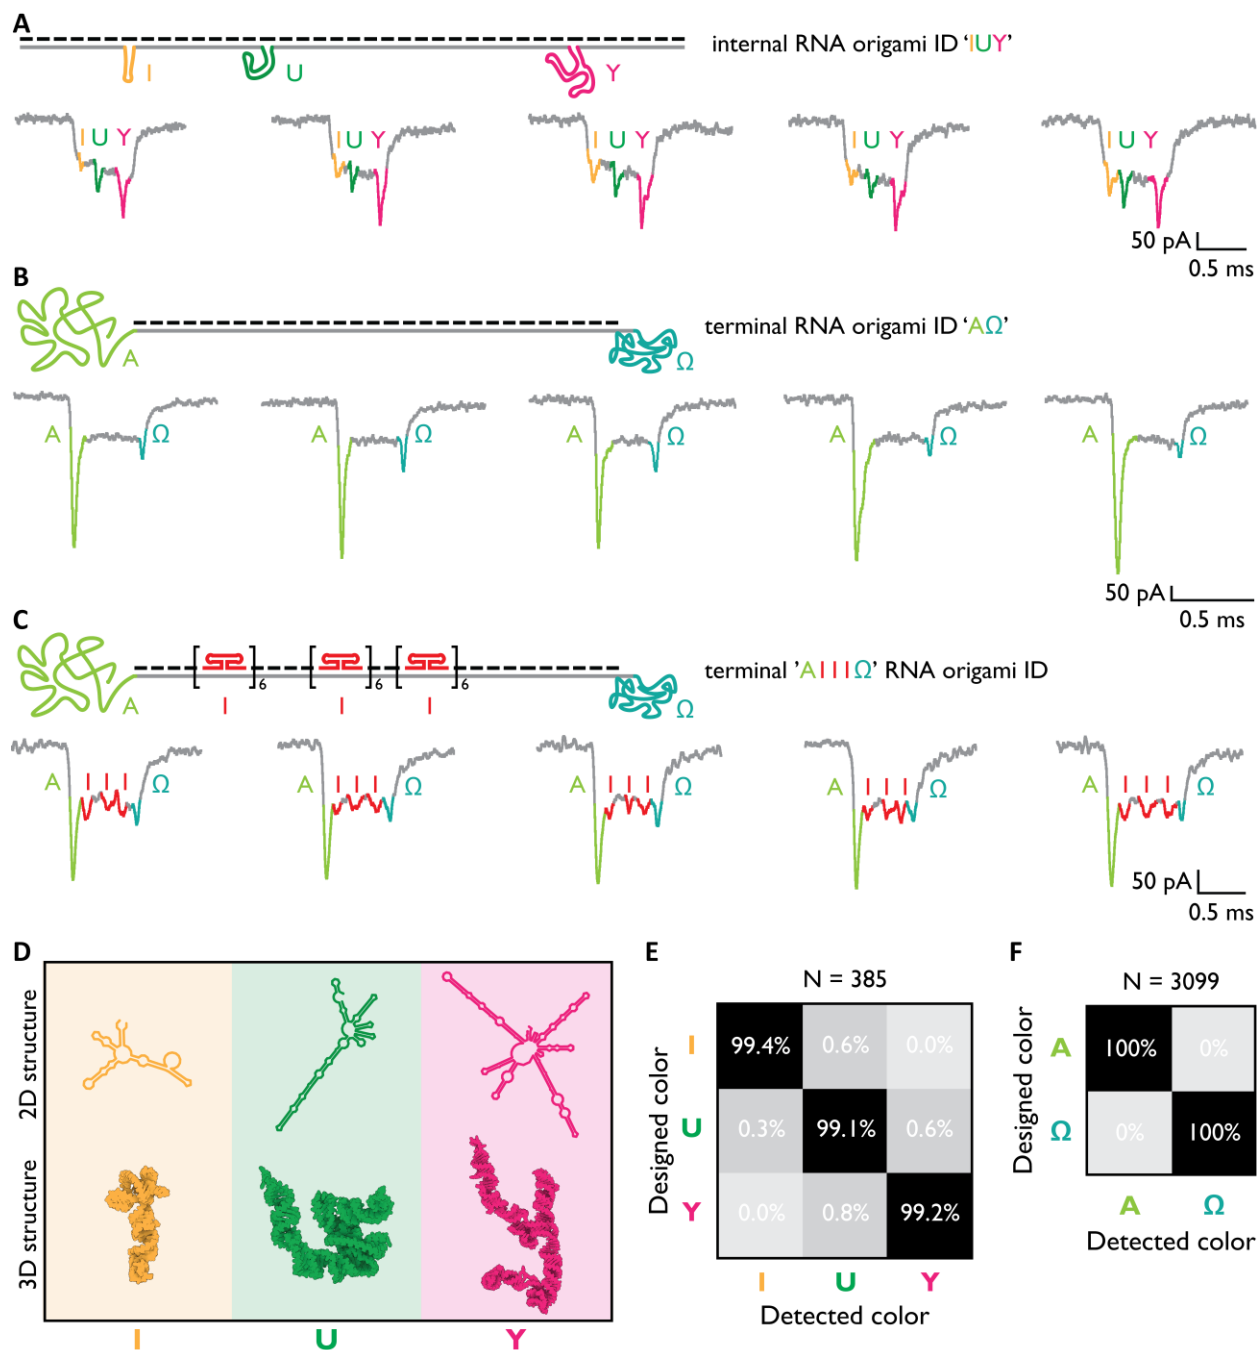 A
internal RNA origami ID ‘IUY’
I U Y
I U Y
I U Y
I U Y
I U Y
I U Y
50 pA
0.5 ms
B
terminal RNA origami ID ‘AΩ’
A Ω
A Ω
A Ω
A Ω
A Ω
A Ω
50 pA
0.5 ms
C
[ ]6 [ ]6 [ ]6
terminal ’A I I I Ω’ RNA origami ID
A I I I Ω
A I I I Ω
A I I I Ω
A I I I Ω
A I I I Ω
A I I I Ω
50 pA
0.5 ms
D
2D structure
3D structure
I U Y
E
N = 385
Designed color
I 99.4% 0.6% 0.0%
U 0.3% 99.1% 0.6%
Y 0.0% 0.8% 99.2%
I U Y
Detected color
F
N = 3099
Designed color
A 100% 0%
Ω 0% 100%
A Ω
Detected color